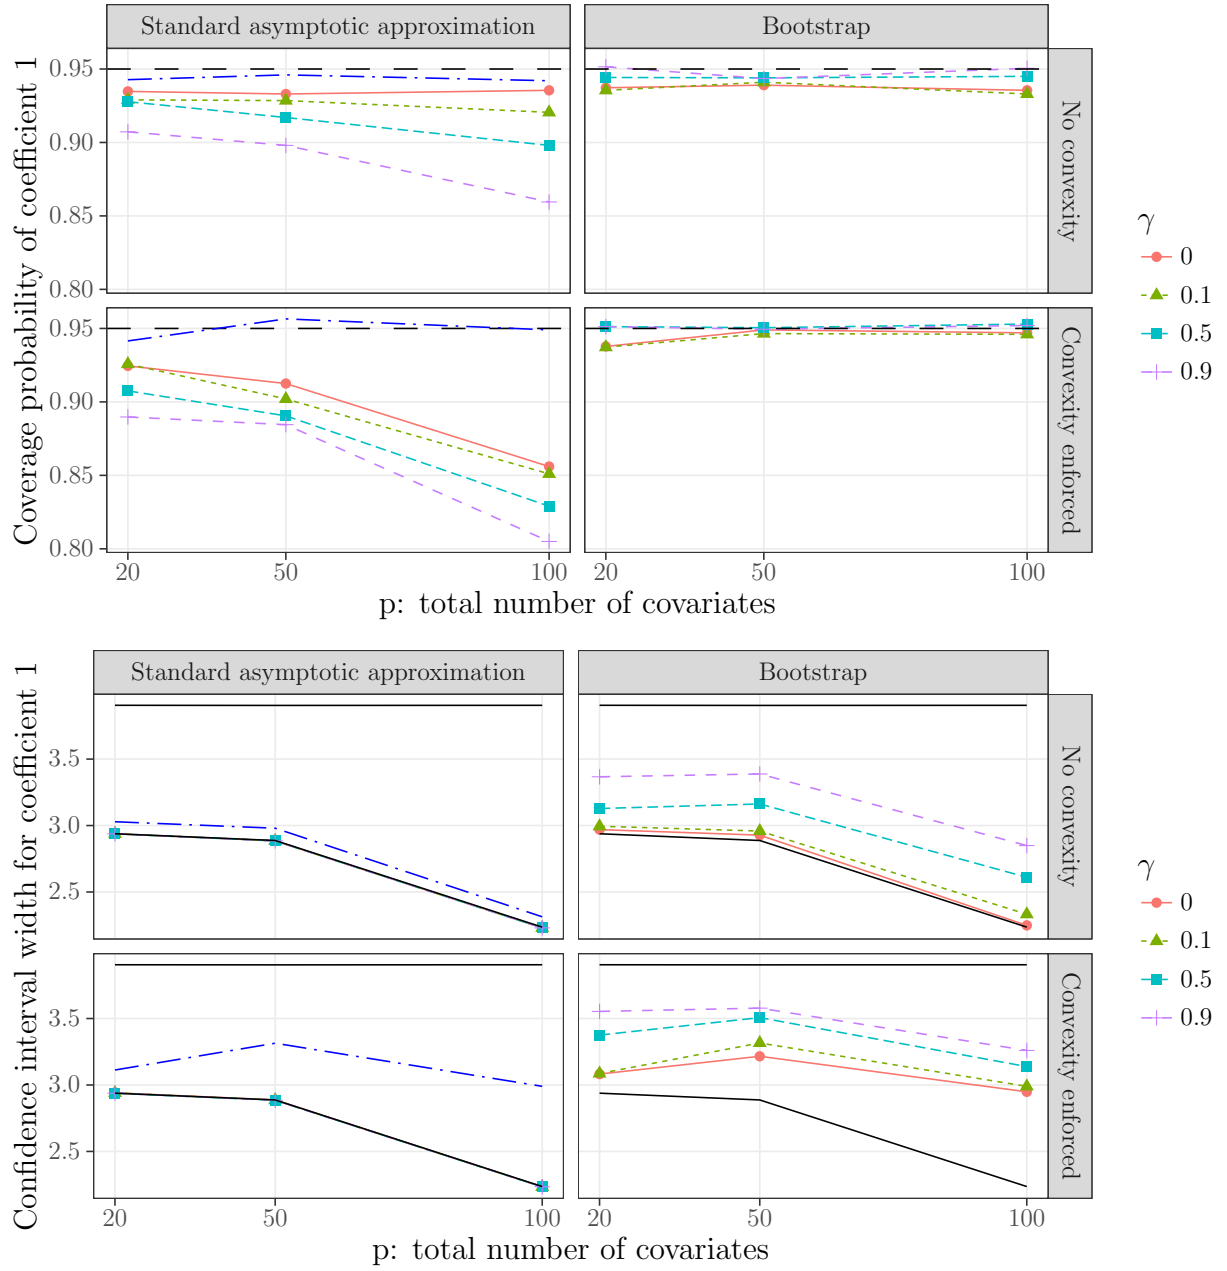 Standard asymptotic approximation
Bootstrap
Coverage probability of coefficient 1
0.95
0.90
0.85
0.80
No convexity
0.95
0.90
0.85
0.80
Convexity enforced
20
50
100
20
50
100
p: total number of covariates
γ
0
0.1
0.5
0.9
Standard asymptotic approximation
Bootstrap
Confidence interval width for coefficient 1
3.5
3.0
2.5
No convexity
3.5
3.0
2.5
Convexity enforced
20
50
100
20
50
100
p: total number of covariates
γ
0
0.1
0.5
0.9